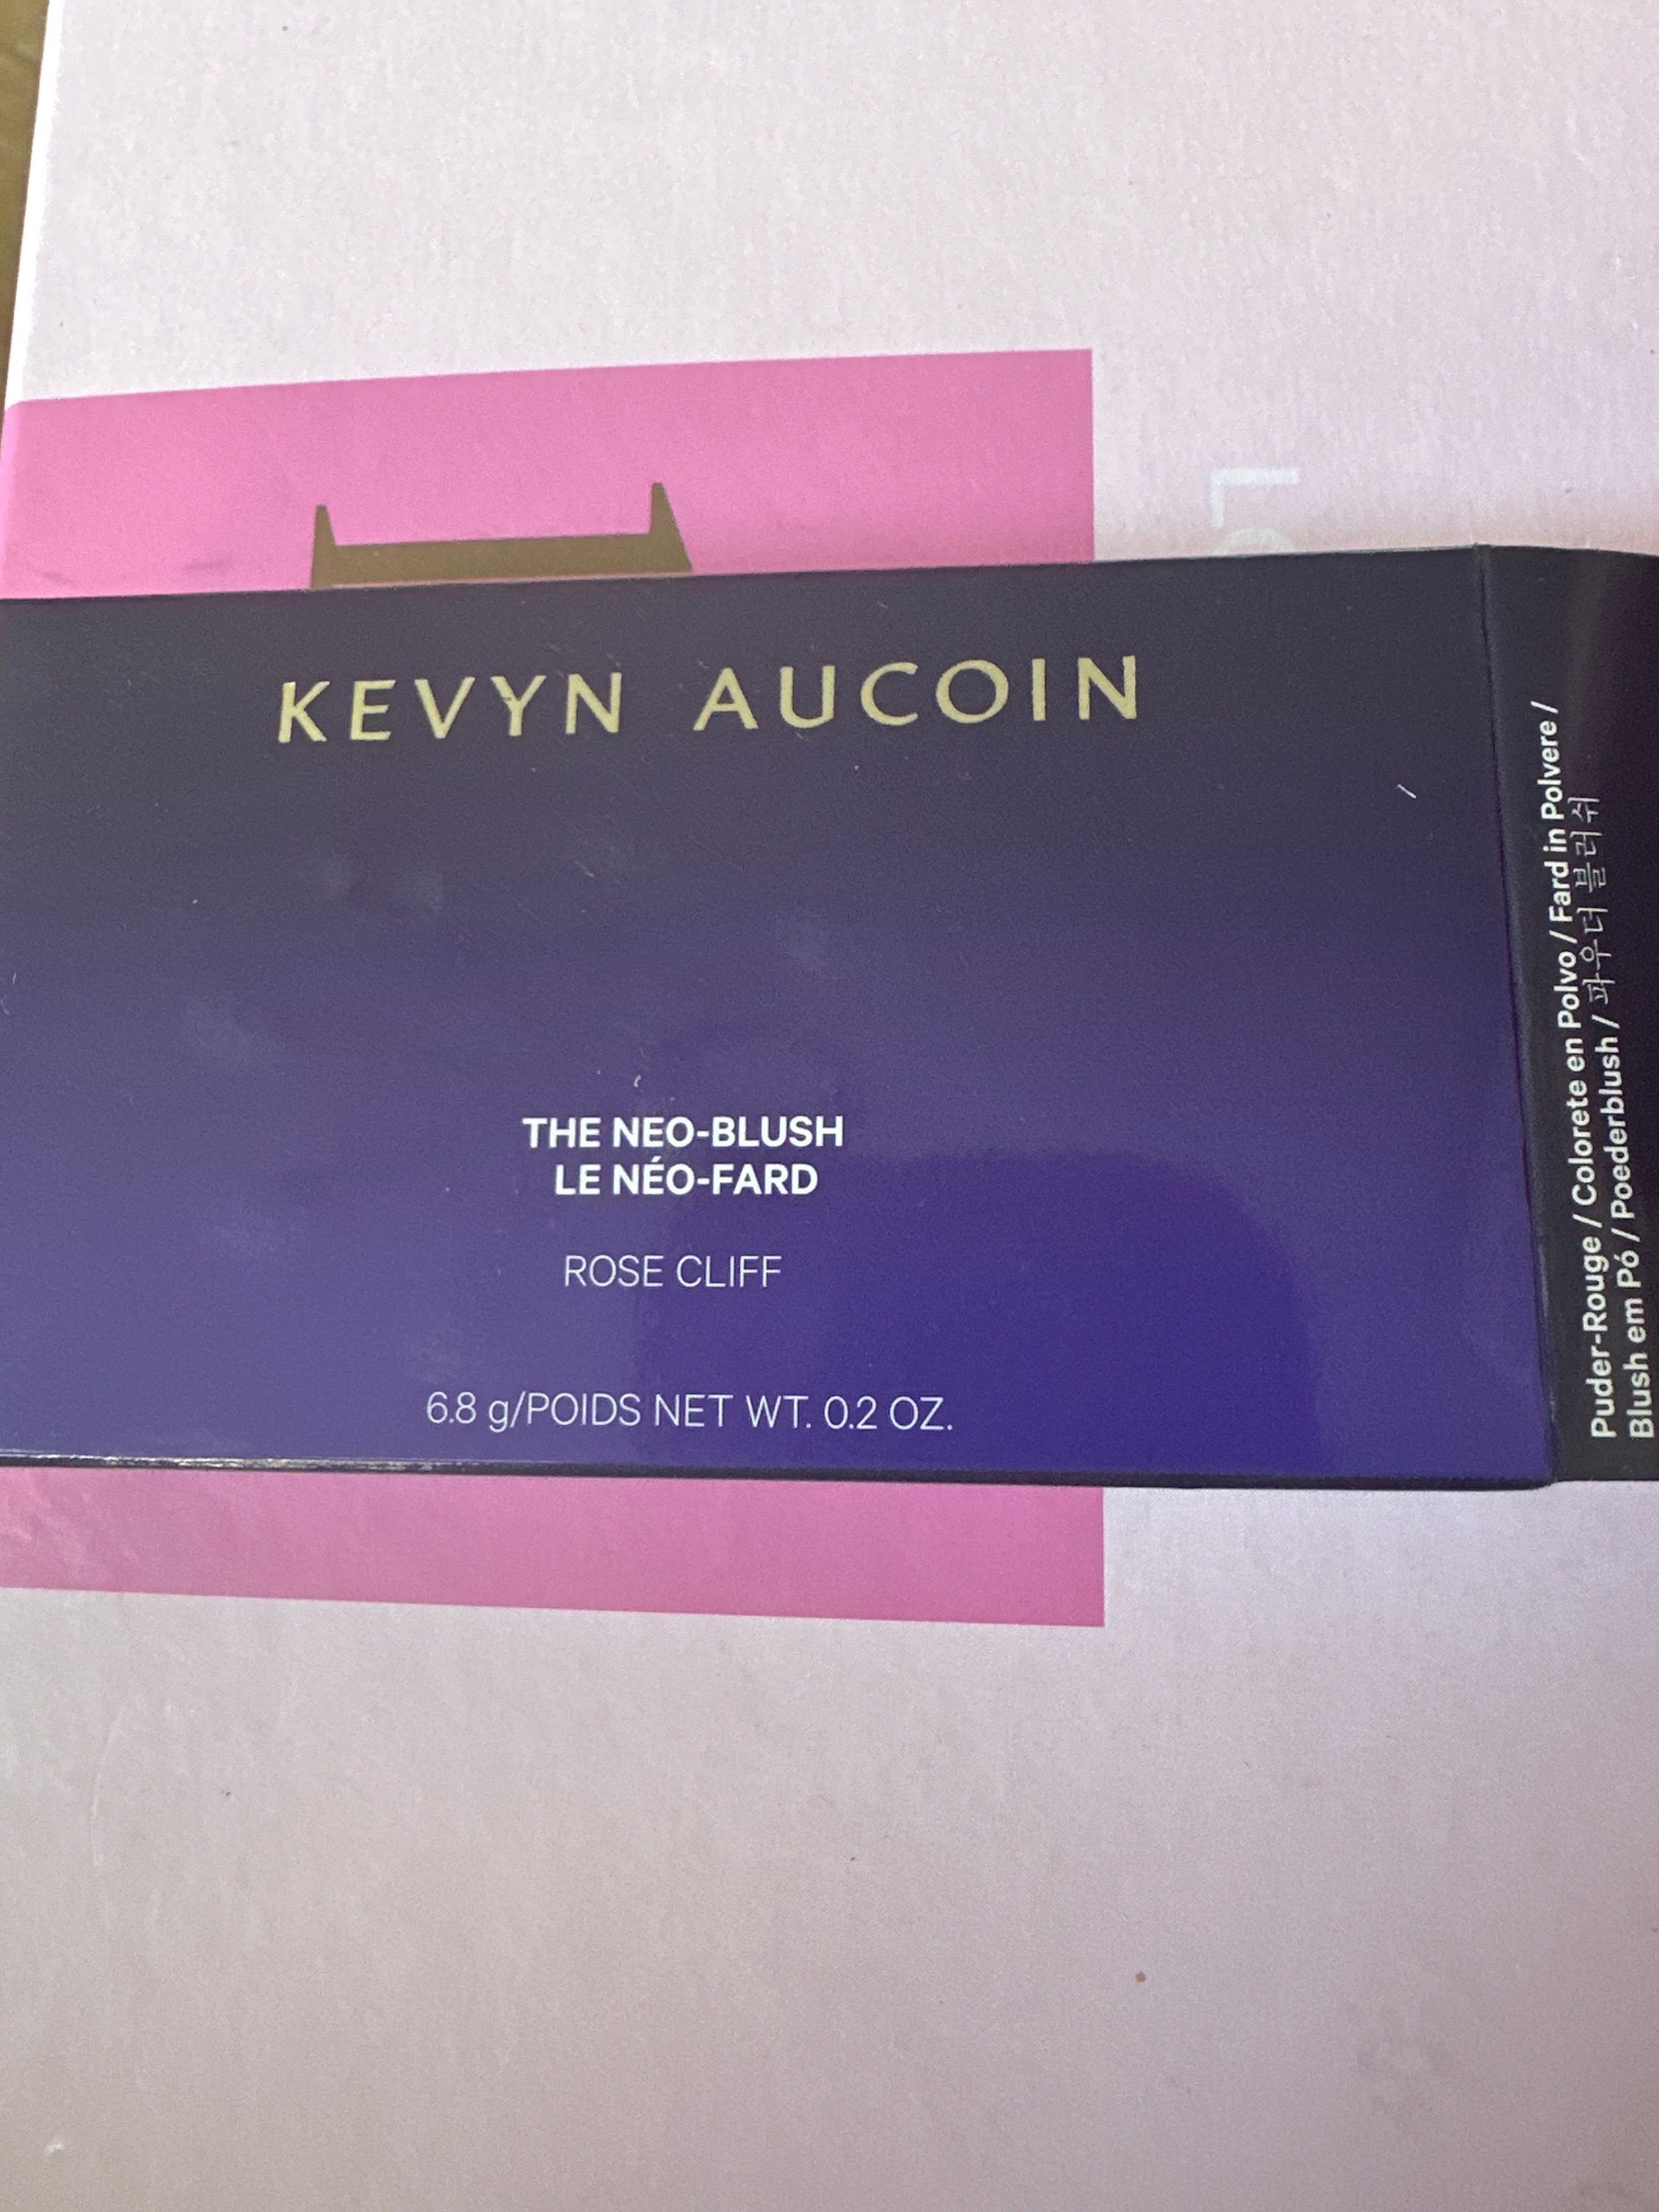 KEVYN AUCOIN
THE NEO-BLUSH
LE NÉO-FARD
ROSE CLIFF
6.8 g/POIDS NET WT. 0.2 OZ.
Puder-Rouge / Colorete en Polvo / Fard in Polvere /
Blush em Pó / Poederblush / 파우더 블러쉬